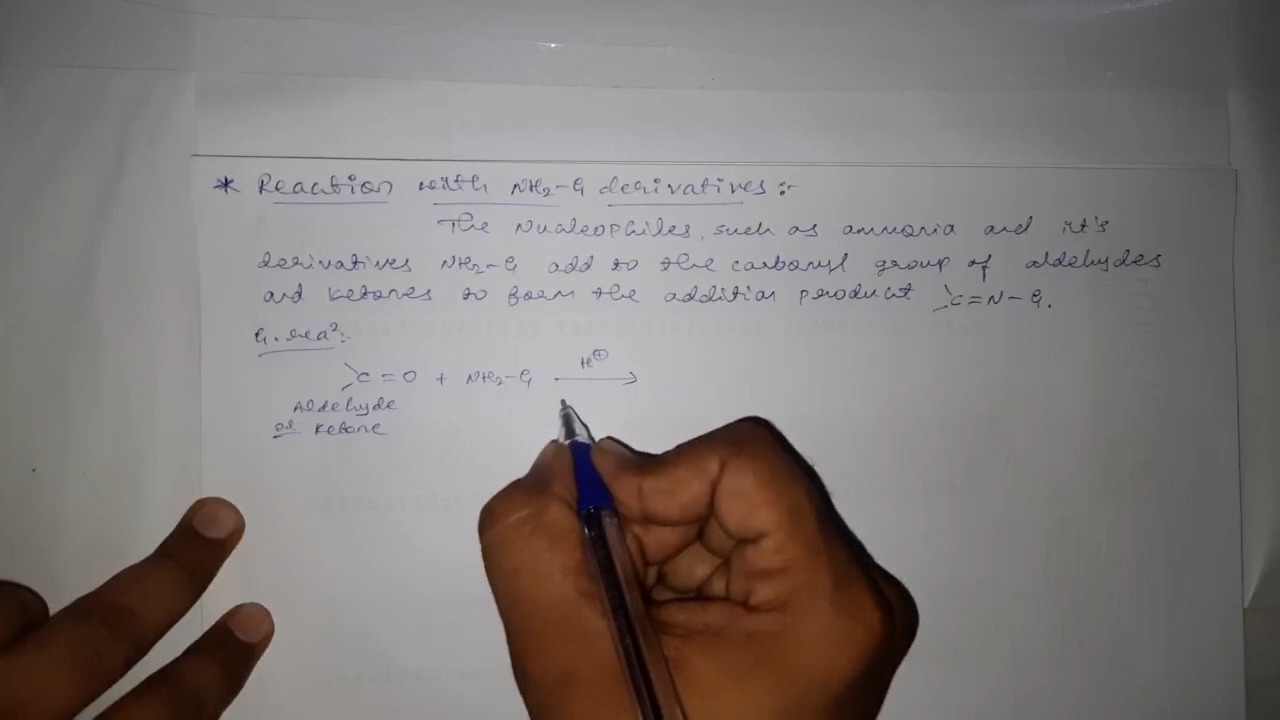 * Reaction with NH2-G derivatives :-
The Nucleophiles, such as ammonia and it's
derivatives NH2-G add to the carbonyl group of aldehydes
and ketones to form the addition product >C=N-G.
G. rea2:-
>C=O + NH2-G H⊕ →
Aldehyde
or ketone